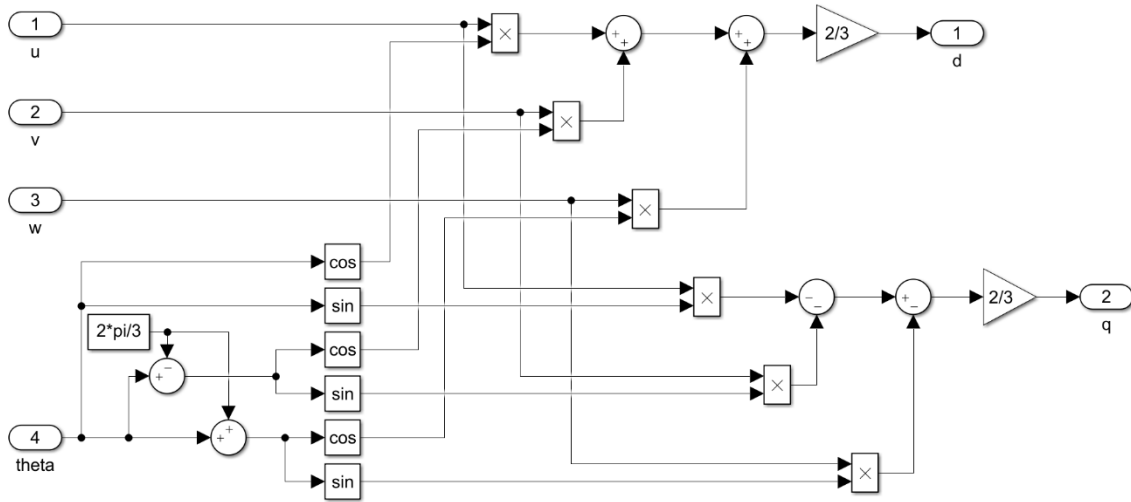 1
u
×
+
+
+
+
2/3
1
d
2
v
×
3
w
×
cos
sin
×
−
−
+
−
2/3
2
q
2*pi/3
cos
+
−
sin
×
4
theta
+
+
cos
sin
×